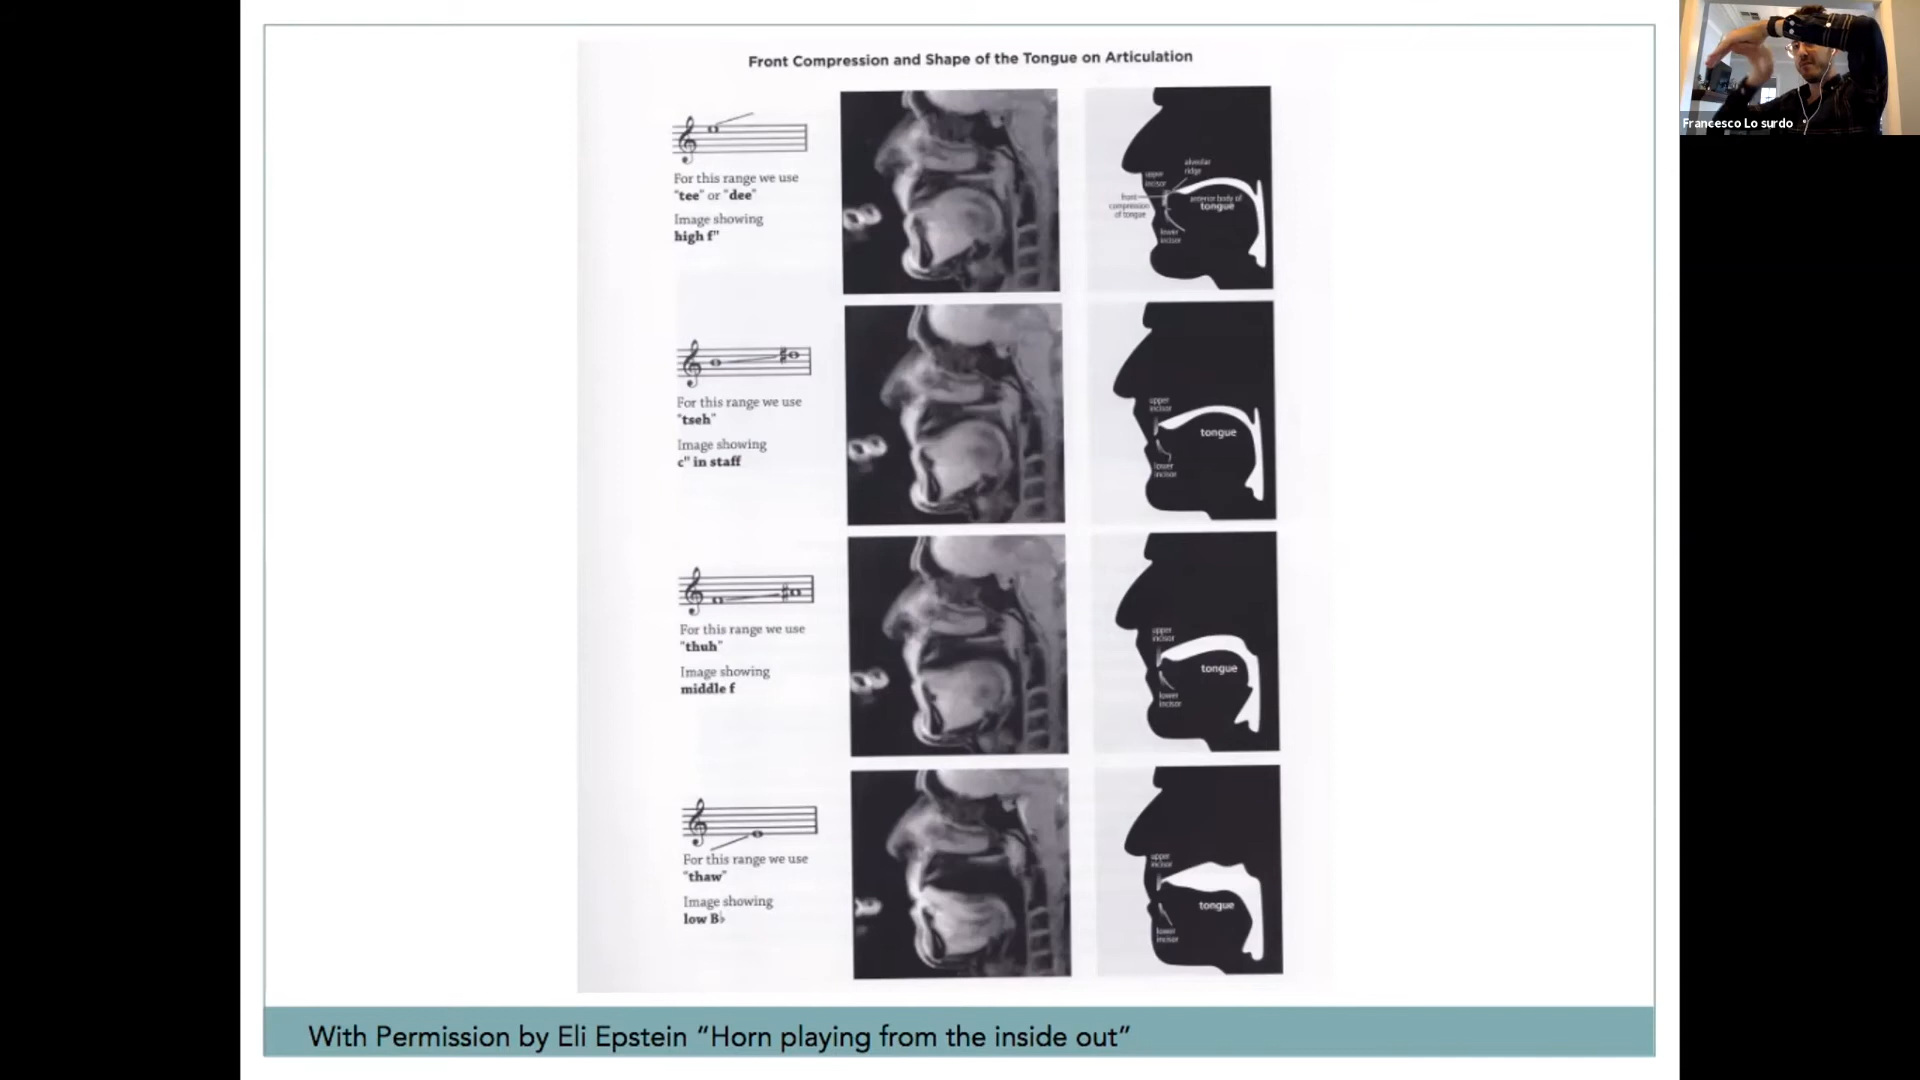 Front Compression and Shape of the Tongue on Articulation
For this range we use
"tee" or "dee"
Image showing
high f"
alveolar
ridge
upper
incisor
front
compression
of tongue
anterior body of
tongue
lower
incisor
For this range we use
"tseh"
Image showing
c" in staff
upper
incisor
tongue
lower
incisor
For this range we use
"thuh"
Image showing
middle f
upper
incisor
tongue
lower
incisor
For this range we use
"thaw"
Image showing
low B♭
upper
incisor
tongue
lower
incisor
With Permission by Eli Epstein “Horn playing from the inside out”
Francesco Lo surdo